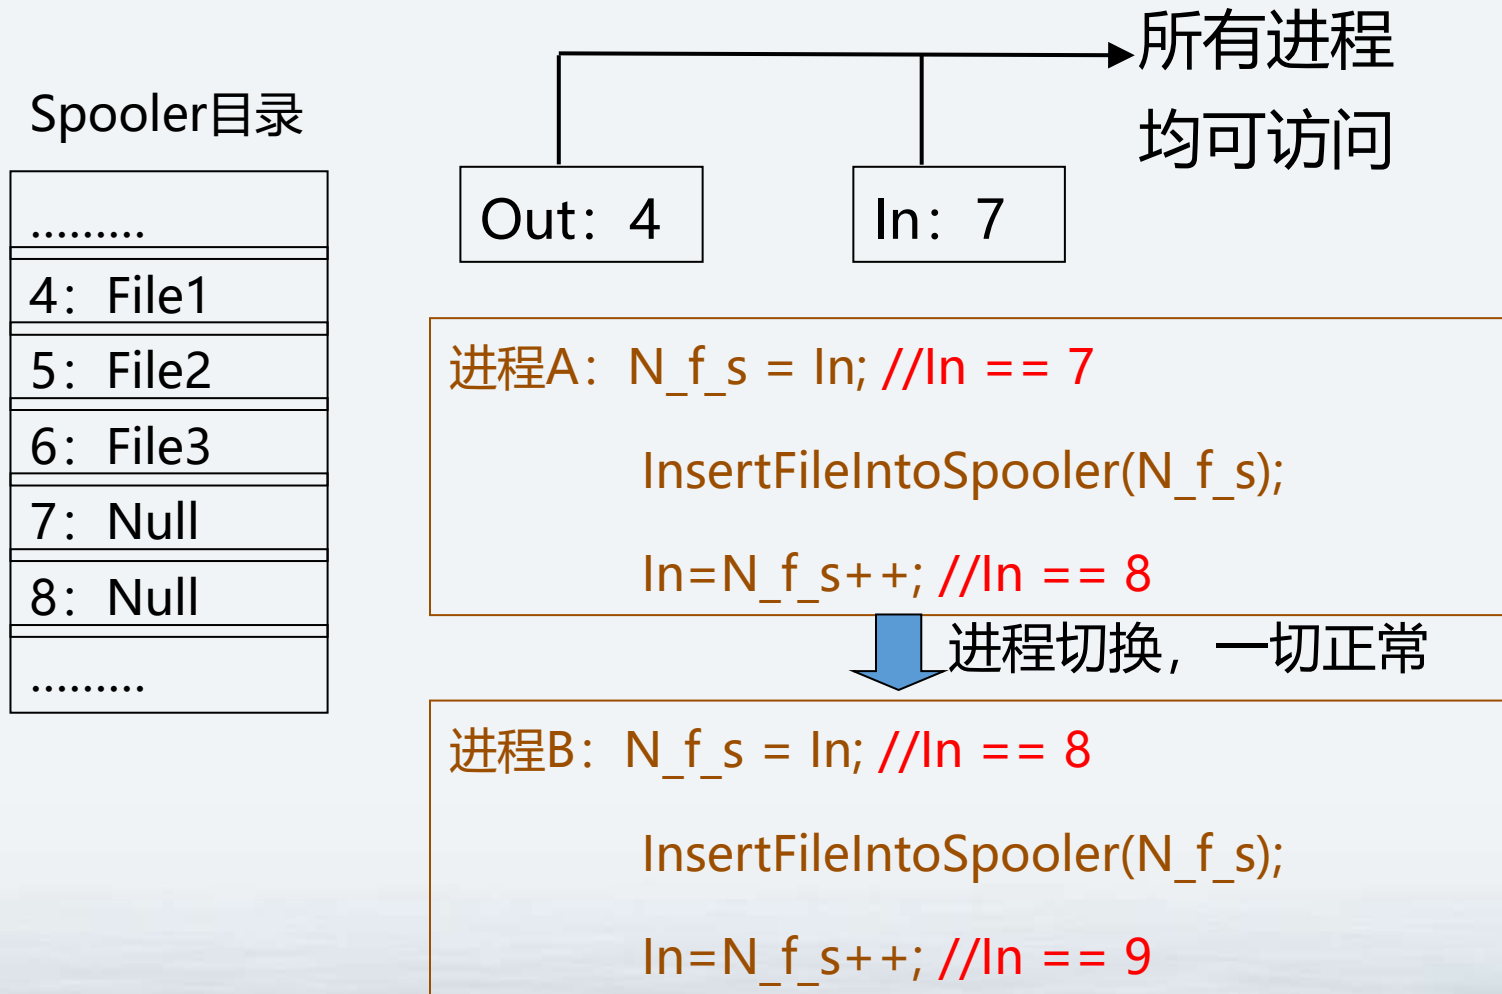 所有进程
均可访问
Spooler目录
Out：4
In：7
………
4：File1
5：File2
6：File3
7：Null
8：Null
………
进程A：N_f_s = In; //In == 7
InsertFileIntoSpooler(N_f_s);
In=N_f_s++; //In == 8
进程切换，一切正常
进程B：N_f_s = In; //In == 8
InsertFileIntoSpooler(N_f_s);
In=N_f_s++; //In == 9